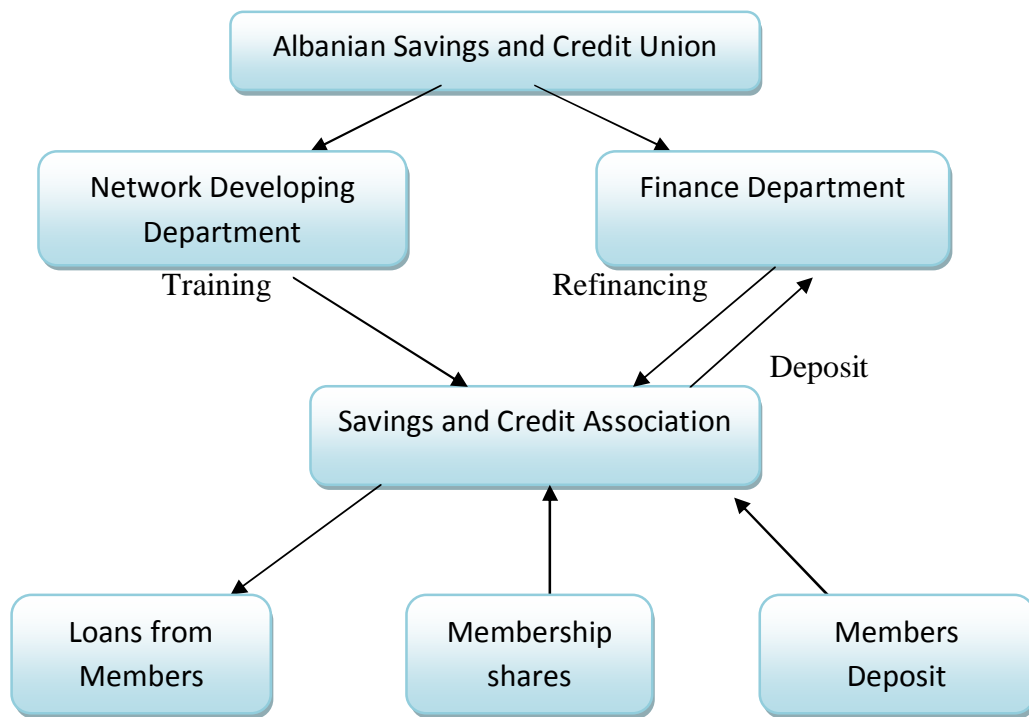 Albanian Savings and Credit Union
Network Developing
Department
Finance Department
Training
Refinancing
Deposit
Savings and Credit Association
Loans from
Members
Membership
shares
Members
Deposit